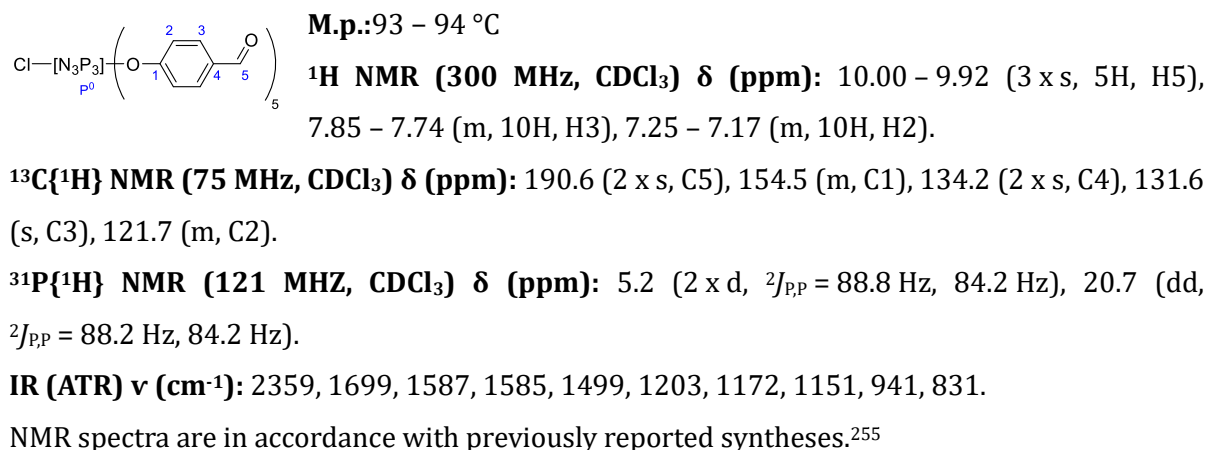 M.p.:93 – 94 °C
Cl—[N₃P₃] O 1 2 3 4 5 O 5
P⁰
¹H NMR (300 MHz, CDCl₃) δ (ppm): 10.00 – 9.92 (3 x s, 5H, H5),
7.85 – 7.74 (m, 10H, H3), 7.25 – 7.17 (m, 10H, H2).
¹³C{¹H} NMR (75 MHz, CDCl₃) δ (ppm): 190.6 (2 x s, C5), 154.5 (m, C1), 134.2 (2 x s, C4), 131.6
(s, C3), 121.7 (m, C2).
³¹P{¹H} NMR (121 MHZ, CDCl₃) δ (ppm): 5.2 (2 x d, ²J_P,P = 88.8 Hz, 84.2 Hz), 20.7 (dd,
²J_P,P = 88.2 Hz, 84.2 Hz).
IR (ATR) ѵ (cm⁻¹): 2359, 1699, 1587, 1585, 1499, 1203, 1172, 1151, 941, 831.
NMR spectra are in accordance with previously reported syntheses.²⁵⁵